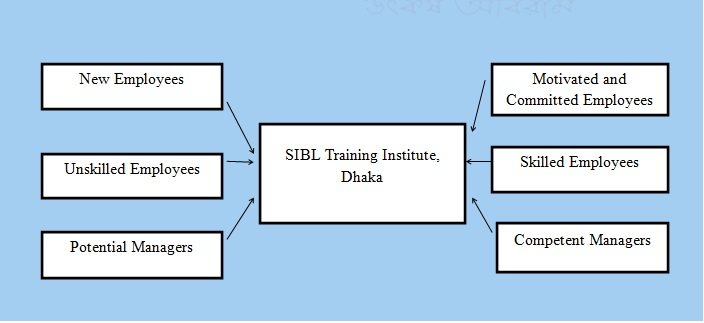 New Employees
Unskilled Employees
Potential Managers
SIBL Training Institute,
Dhaka
Motivated and
Committed Employees
Skilled Employees
Competent Managers